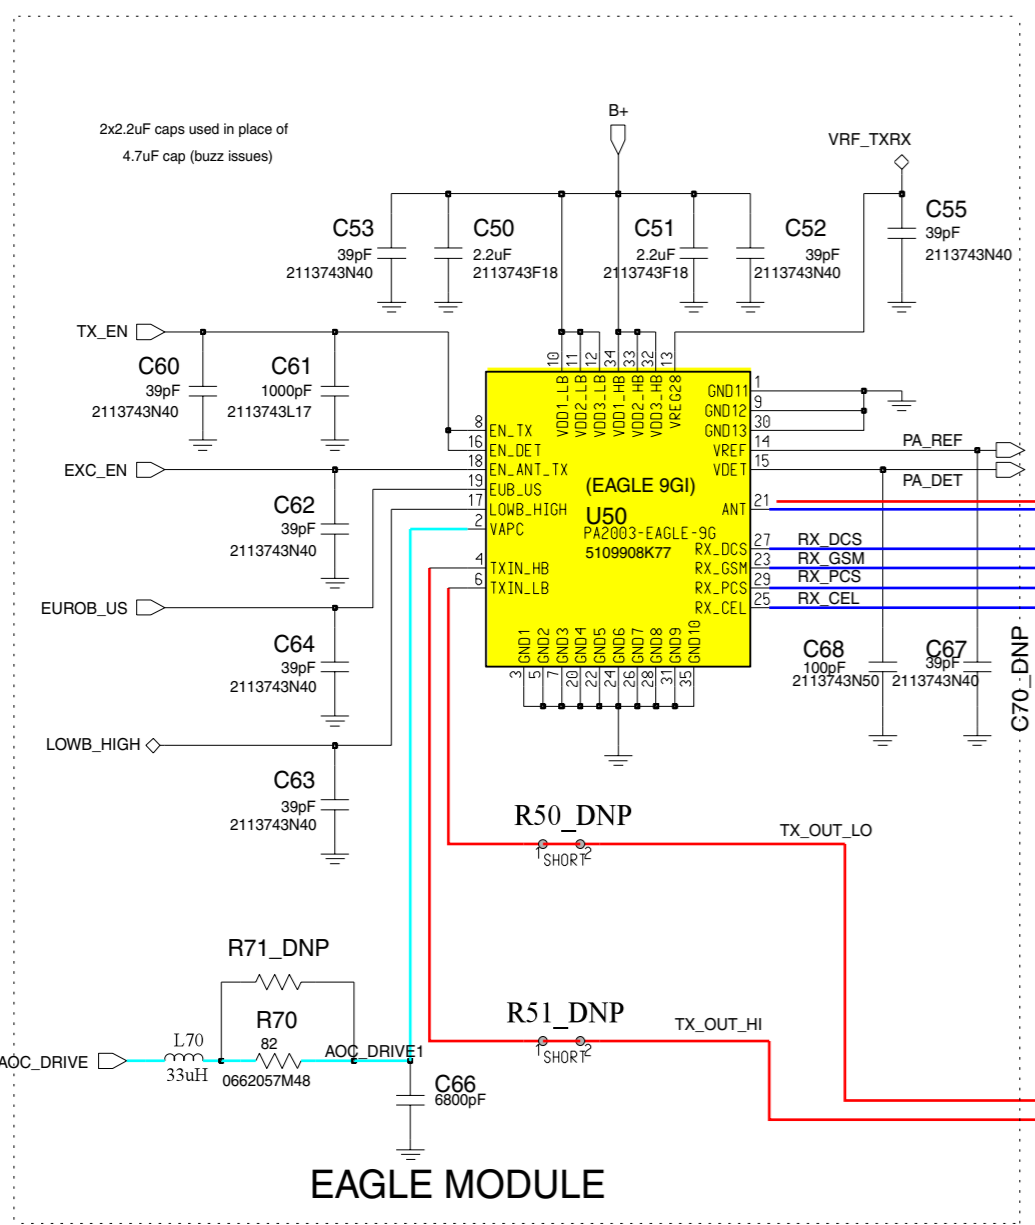 B+
2x2.2uF caps used in place of
4.7uF cap (buzz issues)
VRF_TXRX
C53
39pF
2113743N40
C50
2.2uF
2113743F18
C51
2.2uF
2113743F18
C52
39pF
2113743N40
C55
39pF
2113743N40
TX_EN
C60
39pF
2113743N40
C61
1000pF
2113743L17
10 11 12 34 33 32 13
VDD1_LB
VDD2_LB
VDD3_LB
VDD1_HB
VDD2_HB
VDD3_HB
VREG28
8 EN_TX
16 EN_DET
18 EN_ANT_TX
19 EUB_US
17 LOWB_HIGH
2 VAPC
4 TXIN_HB
6 TXIN_LB
(EAGLE 9GI)
U50
PA2003-EAGLE-9G
5109908K77
GND11 1
GND12 9
GND13 30
VREF 14
VDET 15
ANT 21
RX_DCS 27
RX_GSM 23
RX_PCS 29
RX_CEL 25
PA_REF
PA_DET
RX_DCS
RX_GSM
RX_PCS
RX_CEL
GND1
GND2
GND3
GND4
GND5
GND6
GND7
GND8
GND9
GND10
3 5 7 20 22 24 26 28 31 35
EXC_EN
C62
39pF
2113743N40
EUROB_US
C64
39pF
2113743N40
C68
100pF
2113743N50
C67
39pF
2113743N40
C70_DNP
LOWB_HIGH
C63
39pF
2113743N40
R50_DNP
1 SHORT 2
TX_OUT_LO
R71_DNP
R51_DNP
1 SHORT 2
TX_OUT_HI
AOC_DRIVE
L70
33uH
R70
82
0662057M48
AOC_DRIVE1
C66
6800pF
EAGLE MODULE